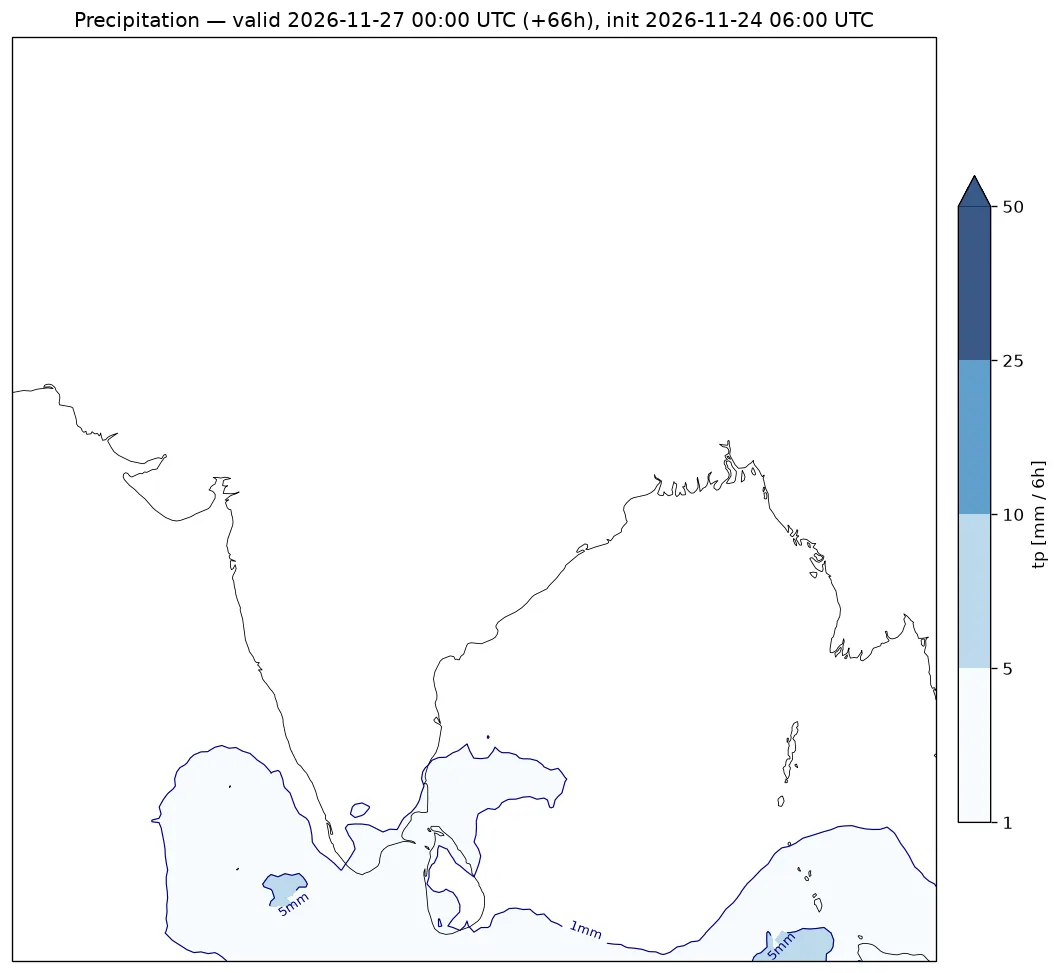 Precipitation — valid 2026-11-27 00:00 UTC (+66h), init 2026-11-24 06:00 UTC
50
25
10
5
1
tp [mm / 6h]
5mm
1mm
5mm